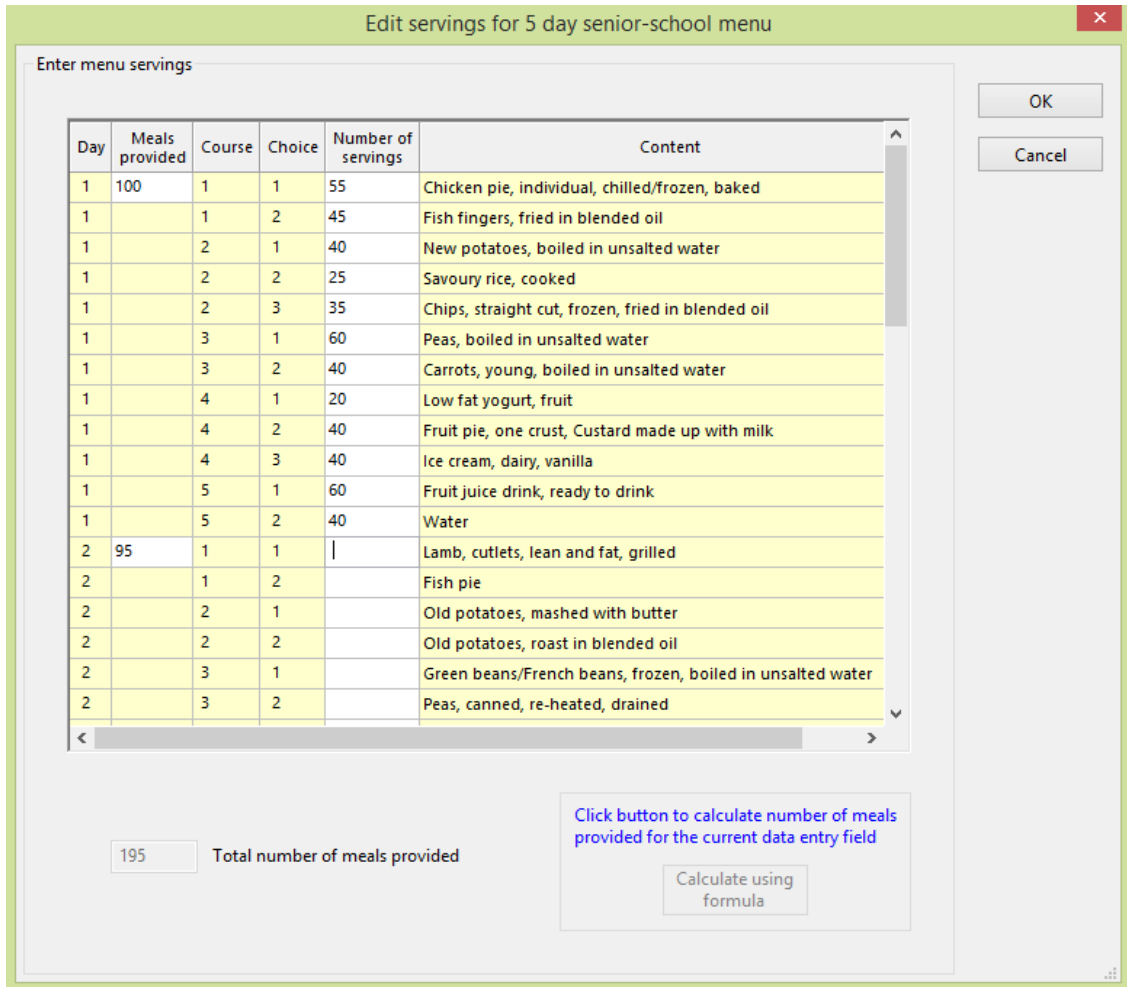 Edit servings for 5 day senior-school menu
Enter menu servings
OK
Cancel
Day Meals provided Course Choice Number of servings Content
1 100 1 1 55 Chicken pie, individual, chilled/frozen, baked
1 1 2 45 Fish fingers, fried in blended oil
1 2 1 40 New potatoes, boiled in unsalted water
1 2 2 25 Savoury rice, cooked
1 2 3 35 Chips, straight cut, frozen, fried in blended oil
1 3 1 60 Peas, boiled in unsalted water
1 3 2 40 Carrots, young, boiled in unsalted water
1 4 1 20 Low fat yogurt, fruit
1 4 2 40 Fruit pie, one crust, Custard made up with milk
1 4 3 40 Ice cream, dairy, vanilla
1 5 1 60 Fruit juice drink, ready to drink
1 5 2 40 Water
2 95 1 1 Lamb, cutlets, lean and fat, grilled
2 1 2 Fish pie
2 2 1 Old potatoes, mashed with butter
2 2 2 Old potatoes, roast in blended oil
2 3 1 Green beans/French beans, frozen, boiled in unsalted water
2 3 2 Peas, canned, re-heated, drained
195 Total number of meals provided
Click button to calculate number of meals
provided for the current data entry field
Calculate using
formula